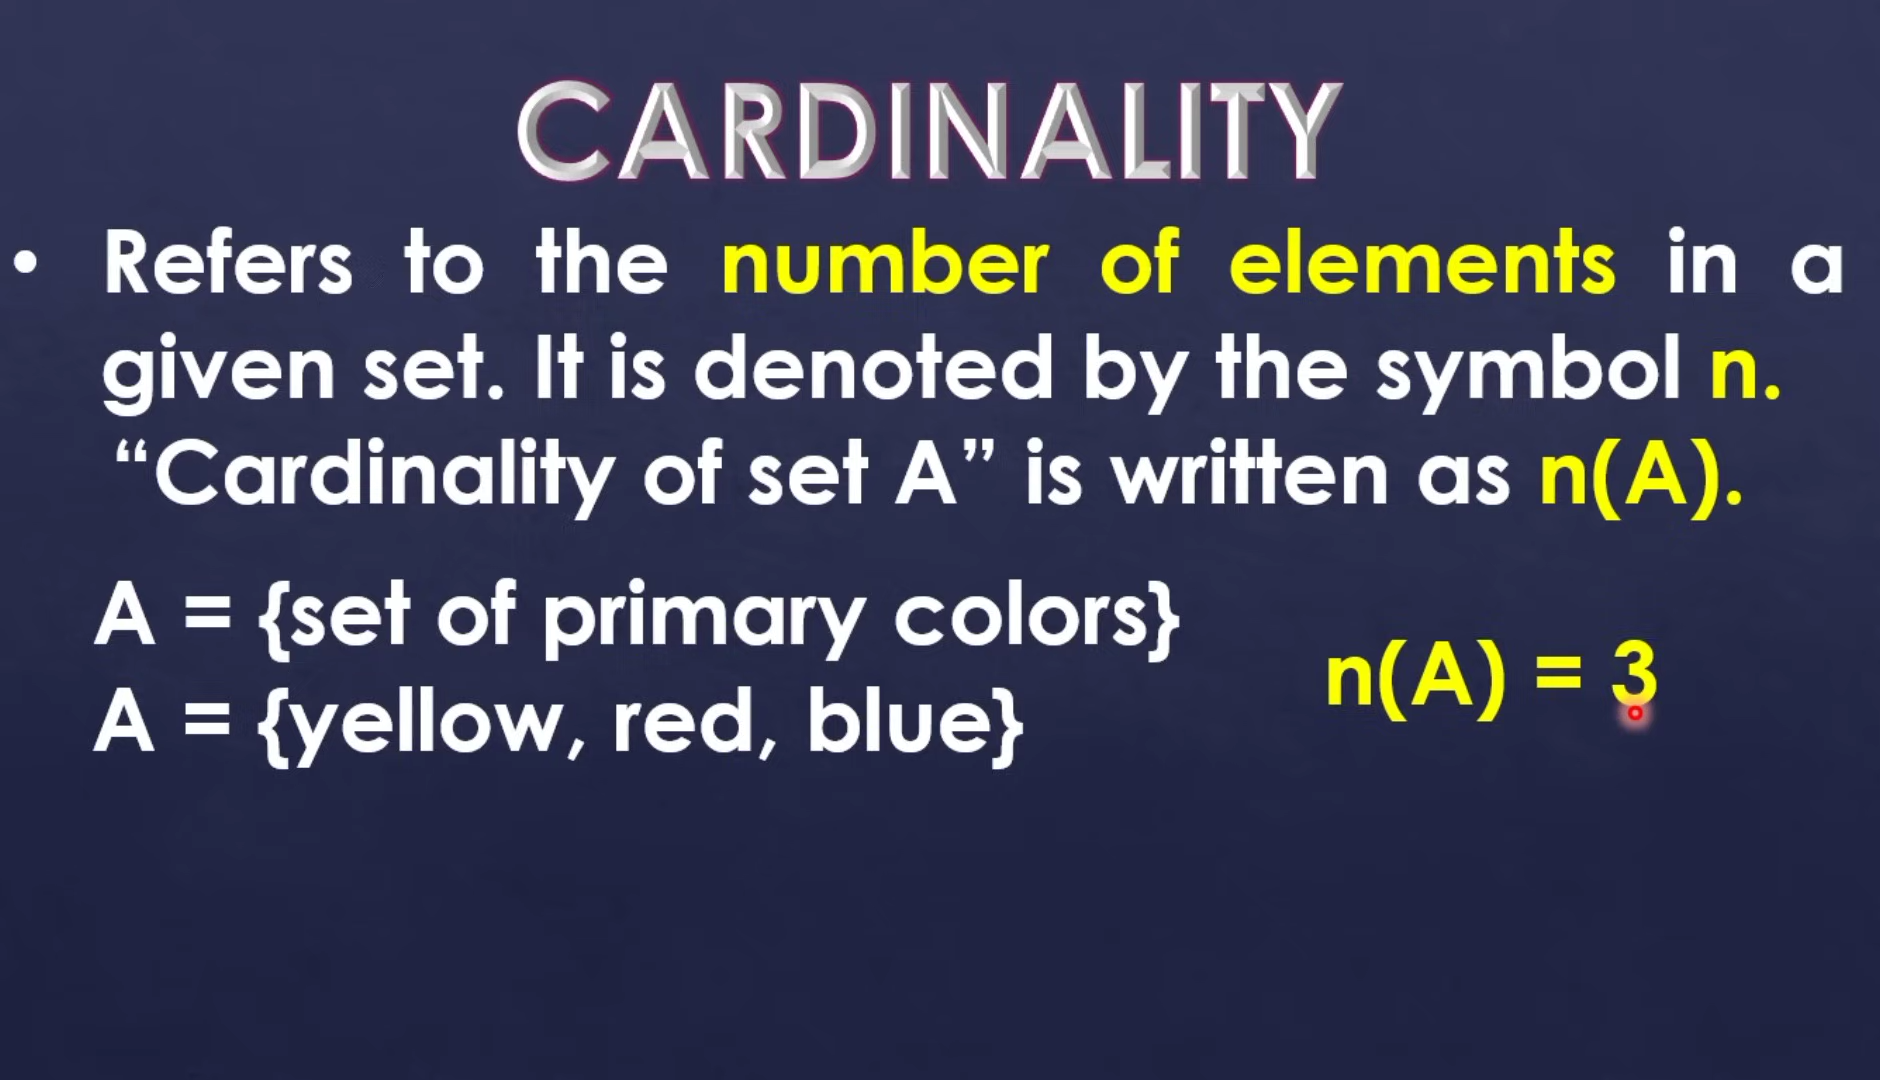 CARDINALITY
• Refers to the number of elements in a
given set. It is denoted by the symbol n.
“Cardinality of set A” is written as n(A).
A = {set of primary colors}
n(A) = 3
A = {yellow, red, blue}